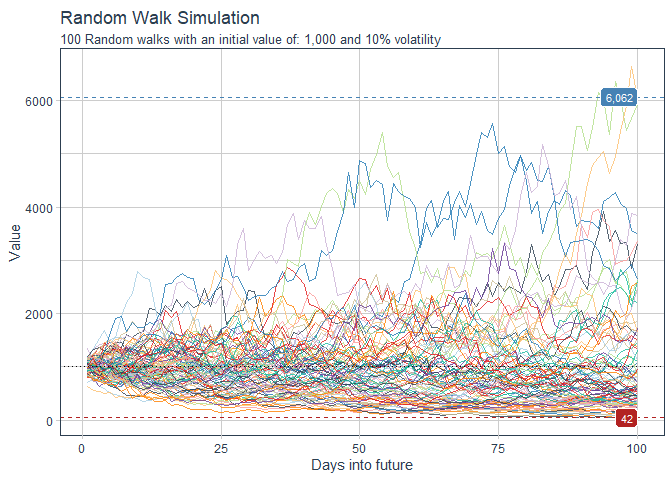 Random Walk Simulation
100 Random walks with an initial value of: 1,000 and 10% volatility
6000
6,062
4000
Value
2000
0
42
0 25 50 75 100
Days into future